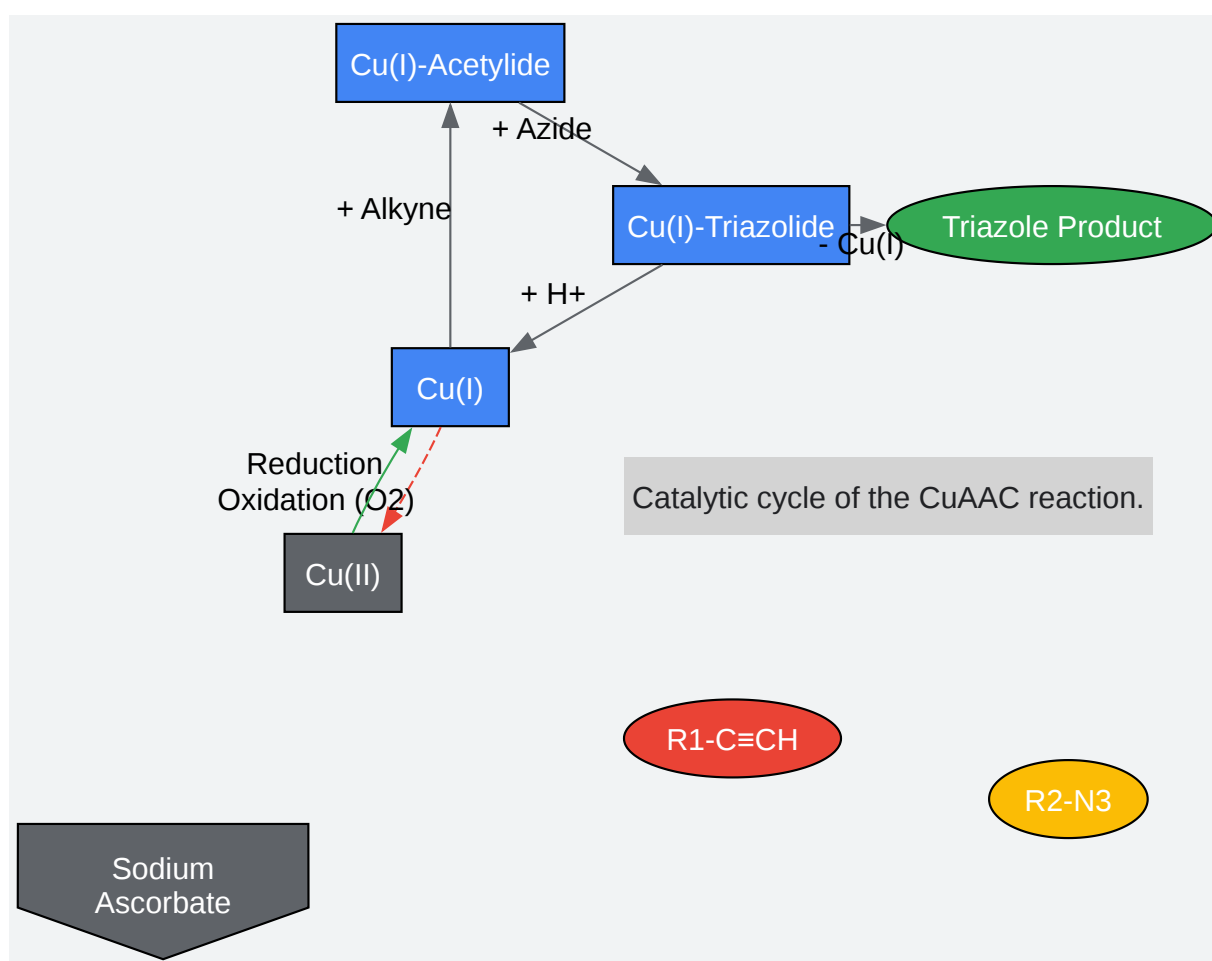 Cu(I)-Acetylide
+ Azide
+ Alkyne
Cu(I)-Triazolide
- Cu(I)
Triazole Product
+ H+
Cu(I)
Reduction
Oxidation (O2)
Catalytic cycle of the CuAAC reaction.
Cu(II)
R1-C≡CH
R2-N3
Sodium
Ascorbate